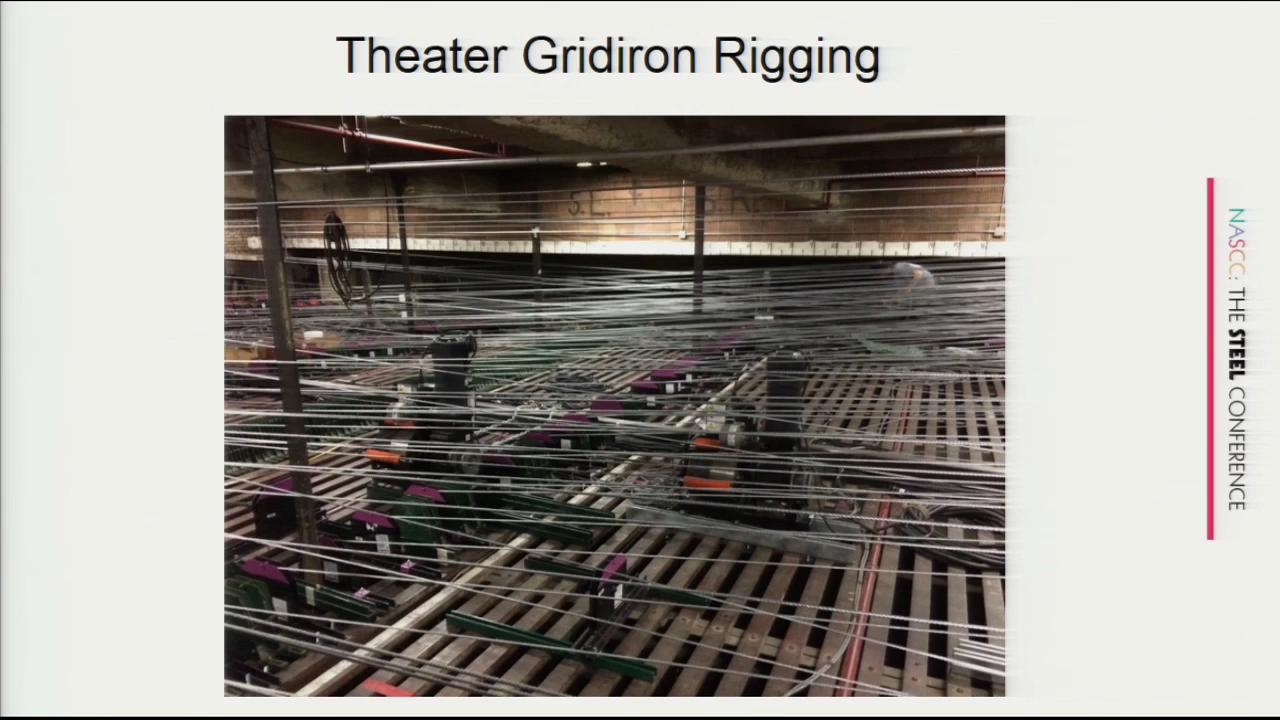 Theater Gridiron Rigging
S.L.
NASCC: THE STEEL CONFERENCE